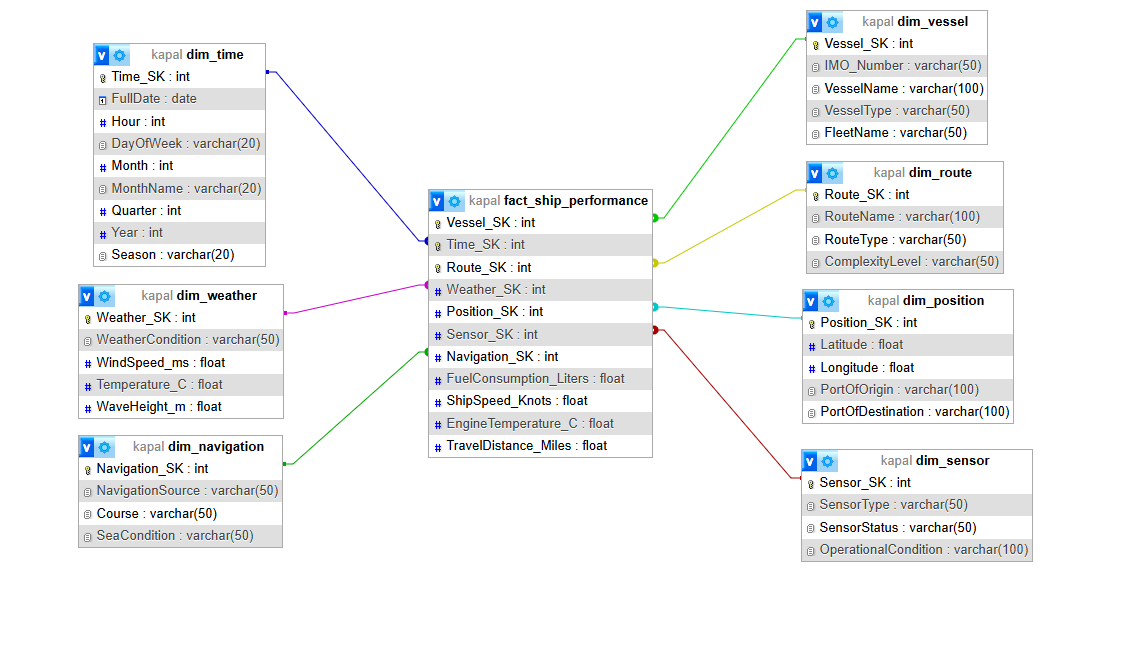 kapal dim_time
Time_SK : int
FullDate : date
Hour : int
DayOfWeek : varchar(20)
Month : int
MonthName : varchar(20)
Quarter : int
Year : int
Season : varchar(20)
kapal dim_weather
Weather_SK : int
WeatherCondition : varchar(50)
WindSpeed_ms : float
Temperature_C : float
WaveHeight_m : float
kapal dim_navigation
Navigation_SK : int
NavigationSource : varchar(50)
Course : varchar(50)
SeaCondition : varchar(50)
kapal fact_ship_performance
Vessel_SK : int
Time_SK : int
Route_SK : int
Weather_SK : int
Position_SK : int
Sensor_SK : int
Navigation_SK : int
FuelConsumption_Liters : float
ShipSpeed_Knots : float
EngineTemperature_C : float
TravelDistance_Miles : float
kapal dim_vessel
Vessel_SK : int
IMO_Number : varchar(50)
VesselName : varchar(100)
VesselType : varchar(50)
FleetName : varchar(50)
kapal dim_route
Route_SK : int
RouteName : varchar(100)
RouteType : varchar(50)
ComplexityLevel : varchar(50)
kapal dim_position
Position_SK : int
Latitude : float
Longitude : float
PortOfOrigin : varchar(100)
PortOfDestination : varchar(100)
kapal dim_sensor
Sensor_SK : int
SensorType : varchar(50)
SensorStatus : varchar(50)
OperationalCondition : varchar(100)